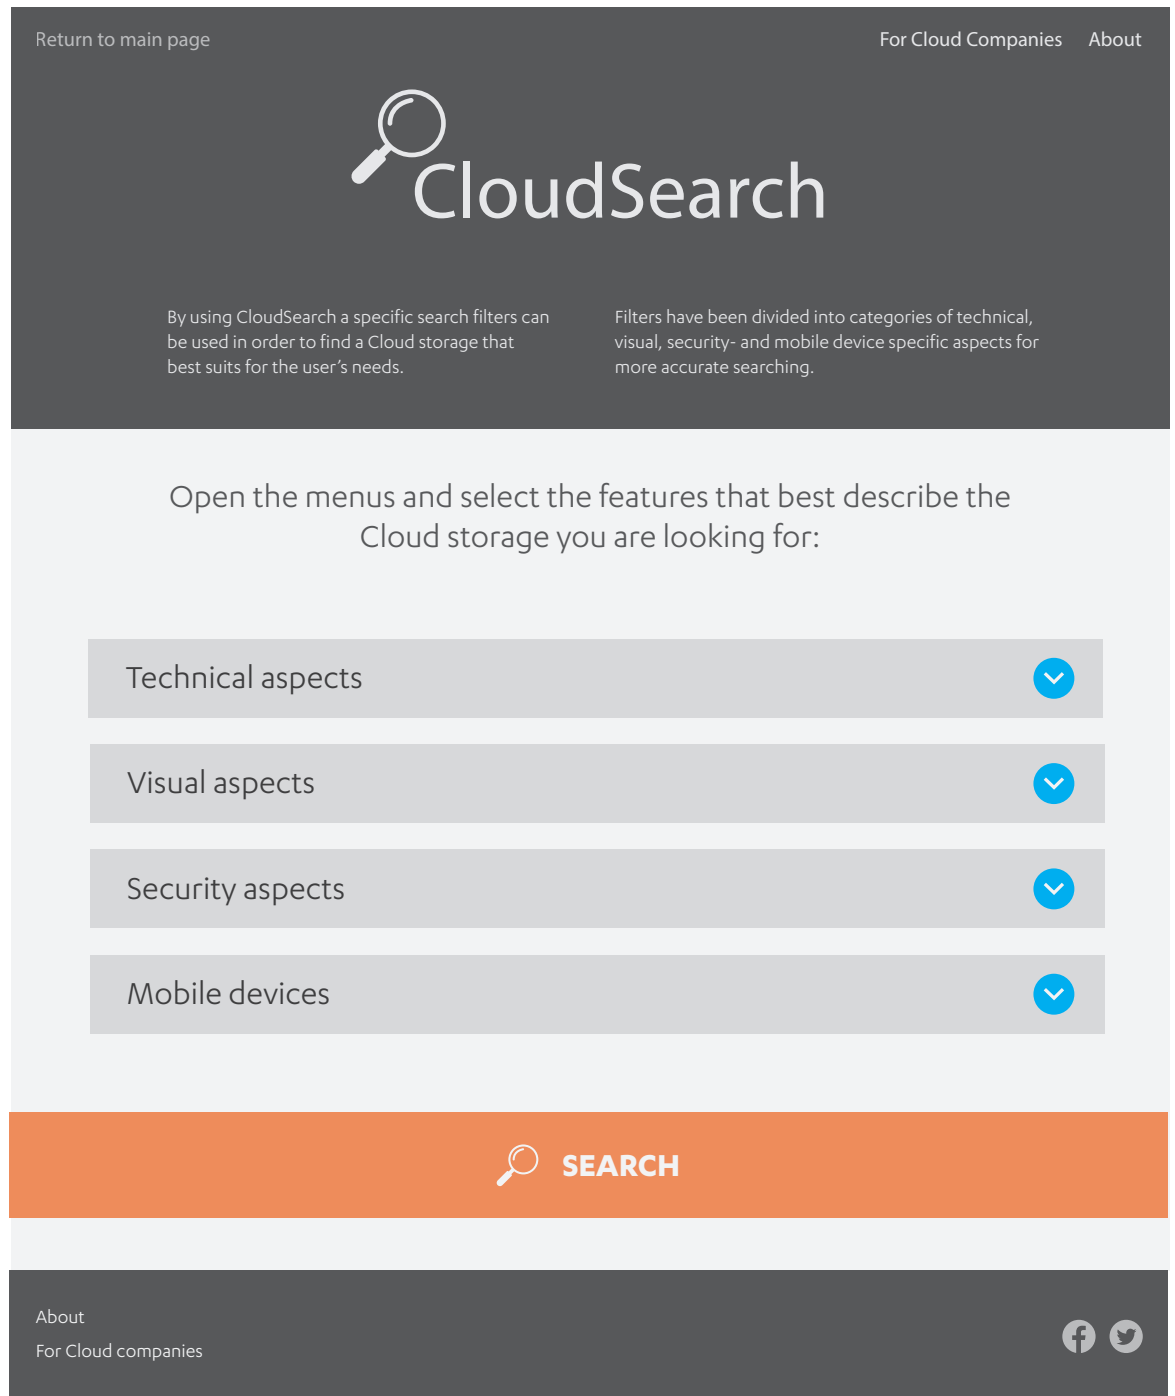 Return to main page
For Cloud Companies
About
CloudSearch
By using CloudSearch a specific search filters can
be used in order to find a Cloud storage that
best suits for the user's needs.
Filters have been divided into categories of technical,
visual, security- and mobile device specific aspects for
more accurate searching.
Open the menus and select the features that best describe the
Cloud storage you are looking for:
Technical aspects
Visual aspects
Security aspects
Mobile devices
SEARCH
About
For Cloud companies